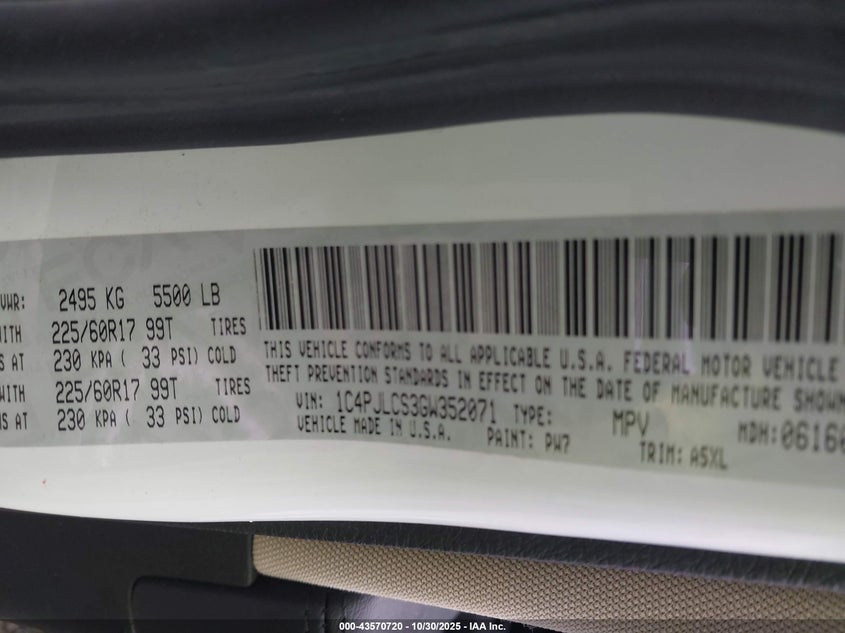 VWR: 2495 KG 5500 LB
WITH 225/60R17 99T TIRES
S AT 230 KPA ( 33 PSI) COLD
WITH 225/60R17 99T TIRES
S AT 230 KPA ( 33 PSI) COLD
THIS VEHICLE CONFORMS TO ALL APPLICABLE U.S.A. FEDERAL MOTOR VEHICLE
THEFT PREVENTION STANDARDS IN EFFECT ON THE DATE OF MANUFACTURE SHOWN
VIN: 1C4PJLCS3GW352071 TYPE: MPV MDH: 06160
VEHICLE MADE IN U.S.A. PAINT: PW7 TRIM: A5XL
000-43570720 - 10/30/2025 - IAA Inc.